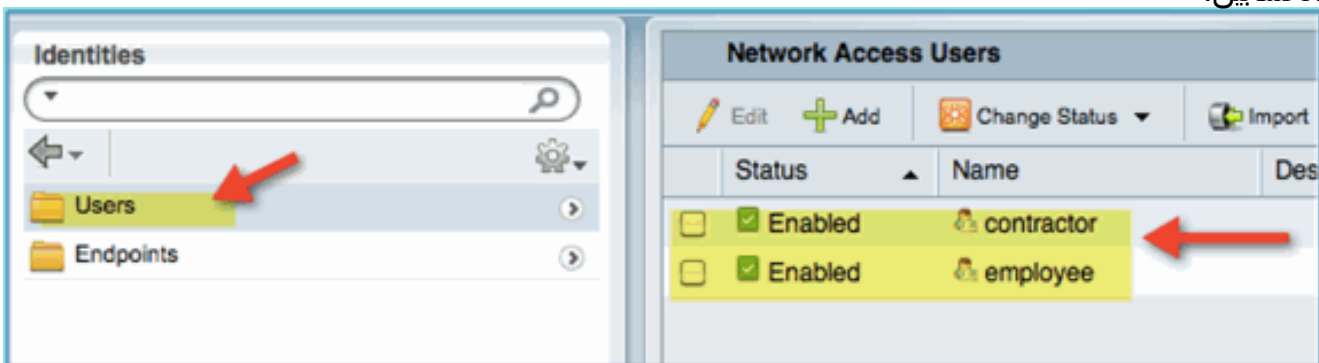 Identities
Users
Endpoints
Network Access Users
Edit Add Change Status Import
Status Name Des
Enabled contractor
Enabled employee